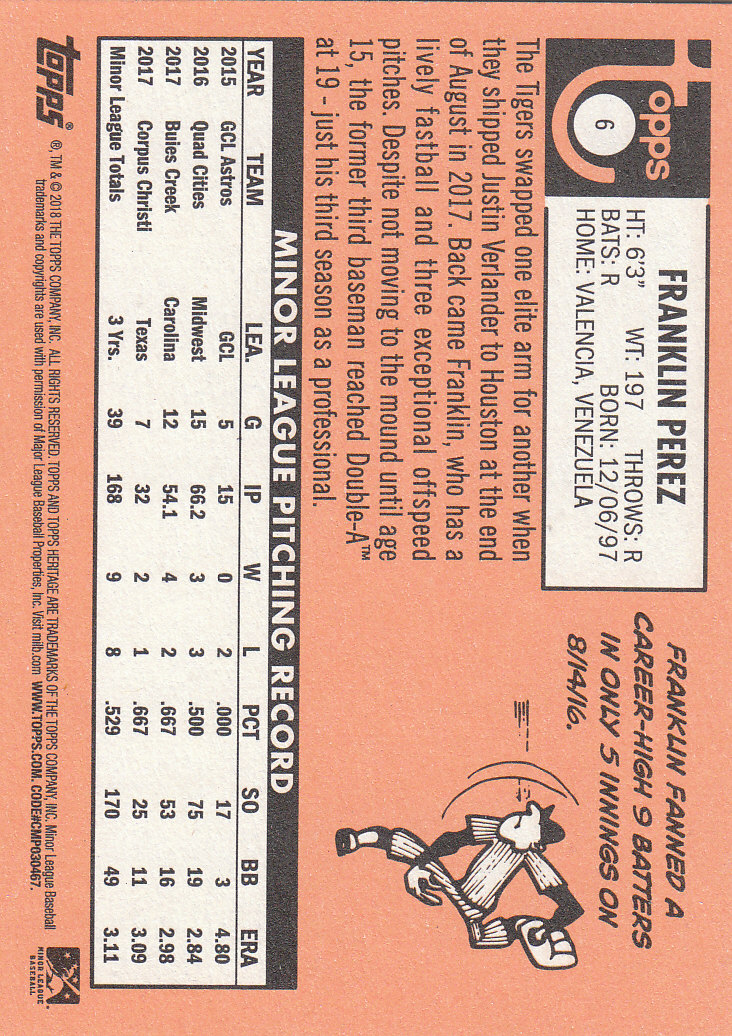 topps
6
FRANKLIN PEREZ
HT: 6'3" WT: 197 THROWS: R
BATS: R BORN: 12/06/97
HOME: VALENCIA, VENEZUELA
FRANKLIN FANNED A
CAREER-HIGH 9 BATTERS
IN ONLY 5 INNINGS ON
8/14/16.
The Tigers swapped one elite arm for another when
they shipped Justin Verlander to Houston at the end
of August in 2017. Back came Franklin, who has a
lively fastball and three exceptional offspeed
pitches. Despite not moving to the mound until age
15, the former third baseman reached Double-A™
at 19 - just his third season as a professional.
MINOR LEAGUE PITCHING RECORD
YEAR TEAM LEA. G IP W L PCT SO BB ERA
2015 GCL Astros GCL 5 15 0 2 .000 17 3 4.80
2016 Quad Cities Midwest 15 66.2 3 3 .500 75 19 2.84
2017 Buies Creek Carolina 12 54.1 4 2 .667 53 16 2.98
2017 Corpus Christi Texas 7 32 2 1 .667 25 11 3.09
Minor League Totals 3 Yrs. 39 168 9 8 .529 170 49 3.11
topps®
®, TM & © 2018 THE TOPPS COMPANY, INC. ALL RIGHTS RESERVED. TOPPS AND TOPPS HERITAGE ARE TRADEMARKS OF THE TOPPS COMPANY, INC. Minor League Baseball
trademarks and copyrights are used with permission of Major League Baseball Properties, Inc. Visit milb.com WWW.TOPPS.COM. CODE#CMP030467.
MINOR LEAGUE
BASEBALL